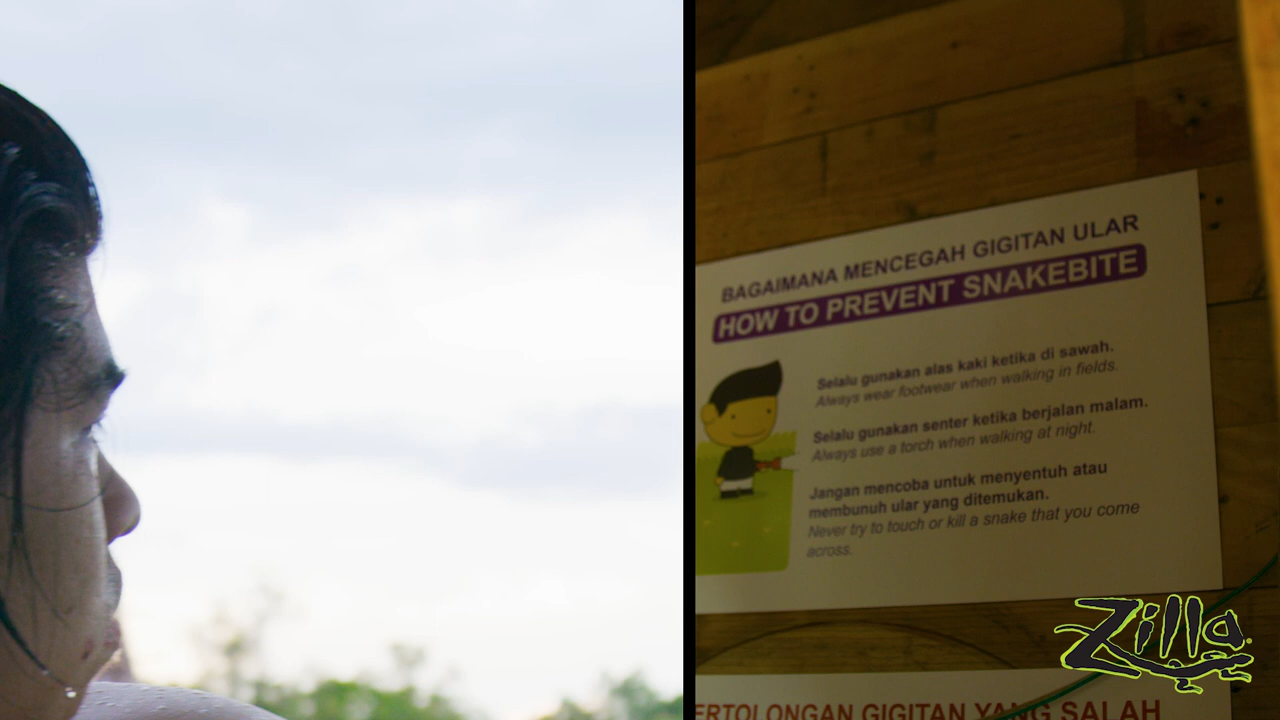 BAGAIMANA MENCEGAH GIGITAN ULAR
HOW TO PREVENT SNAKEBITE
Selalu gunakan alas kaki ketika di sawah.
Always wear footwear when walking in fields.
Selalu gunakan senter ketika berjalan malam.
Always use a torch when walking at night.
Jangan mencoba untuk menyentuh atau
membunuh ular yang ditemukan.
Never try to touch or kill a snake that you come
across.
ERTOLONGAN GIGITAN YANG SALAH
Zilla